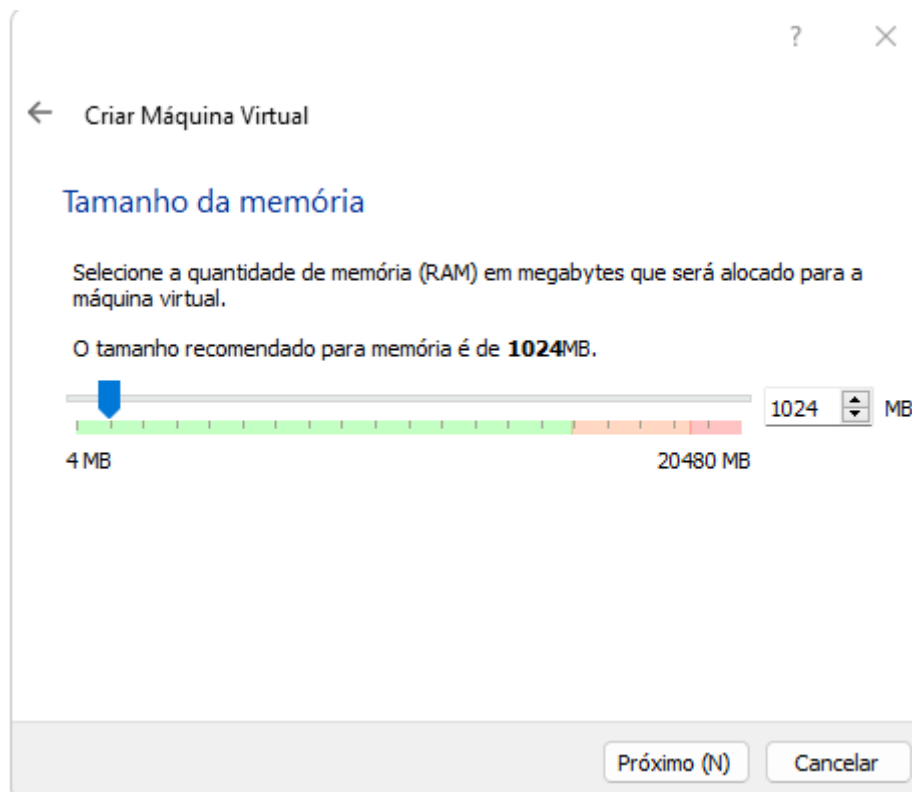 ?
Criar Máquina Virtual
Tamanho da memória
Selecione a quantidade de memória (RAM) em megabytes que será alocado para a
máquina virtual.
O tamanho recomendado para memória é de 1024MB.
1024 MB
4 MB 20480 MB
Próximo (N) Cancelar